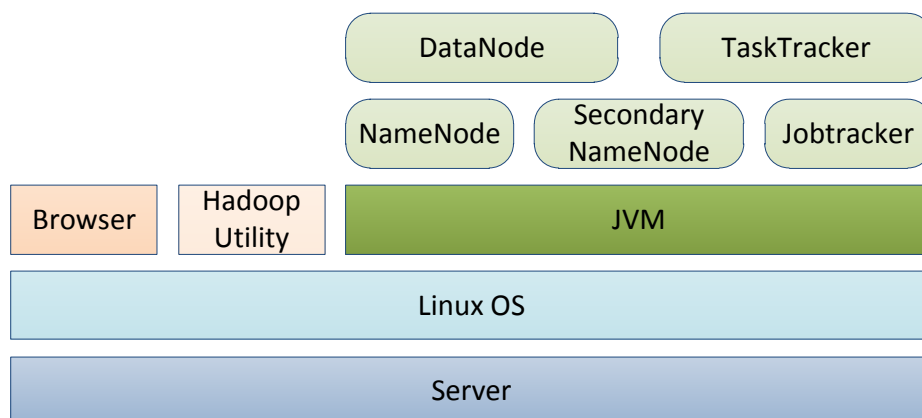 DataNode
TaskTracker
NameNode
Secondary
NameNode
Jobtracker
Browser
Hadoop
Utility
JVM
Linux OS
Server